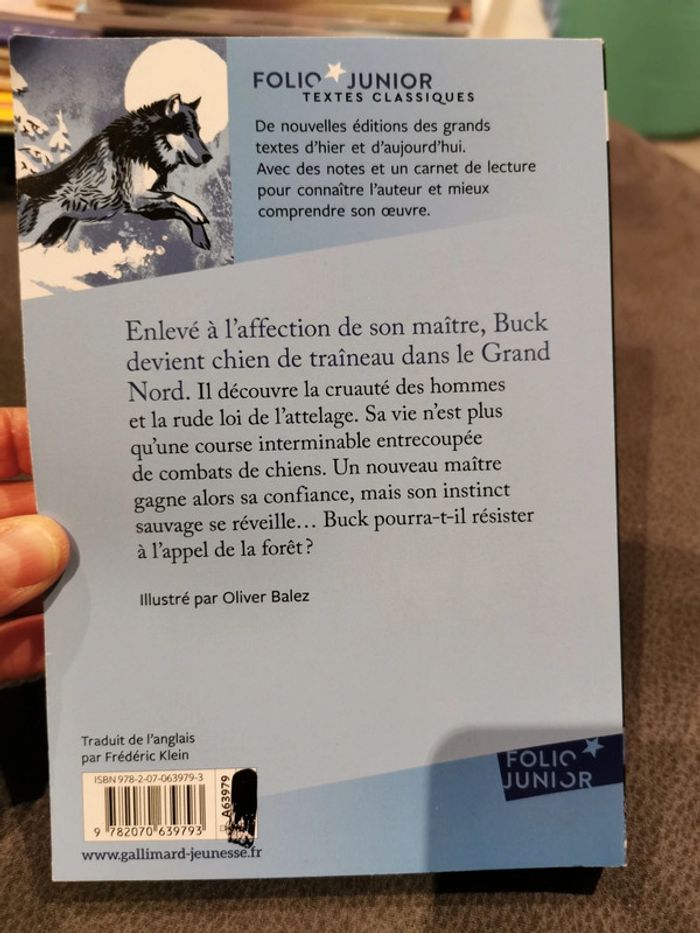 FOLIO JUNIOR
TEXTES CLASSIQUES
De nouvelles éditions des grands
textes d'hier et d'aujourd'hui.
Avec des notes et un carnet de lecture
pour connaître l'auteur et mieux
comprendre son œuvre.
Enlevé à l'affection de son maître, Buck
devient chien de traîneau dans le Grand
Nord. Il découvre la cruauté des hommes
et la rude loi de l'attelage. Sa vie n'est plus
qu'une course interminable entrecoupée
de combats de chiens. Un nouveau maître
gagne alors sa confiance, mais son instinct
sauvage se réveille... Buck pourra-t-il résister
à l'appel de la forêt ?
Illustré par Oliver Balez
Traduit de l'anglais
par Frédéric Klein
ISBN 978-2-07-063979-3
A63979
9 782070 639793
www.gallimard-jeunesse.fr
FOLIO
JUNIOR